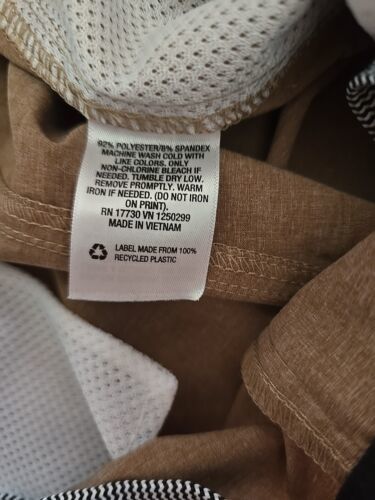 92% POLYESTER/8% SPANDEX
MACHINE WASH COLD WITH
LIKE COLORS. ONLY
NON-CHLORINE BLEACH IF
NEEDED. TUMBLE DRY LOW.
REMOVE PROMPTLY. WARM
IRON IF NEEDED. (DO NOT IRON
ON PRINT).
RN 17730 VN 1250299
MADE IN VIETNAM
LABEL MADE FROM 100%
RECYCLED PLASTIC